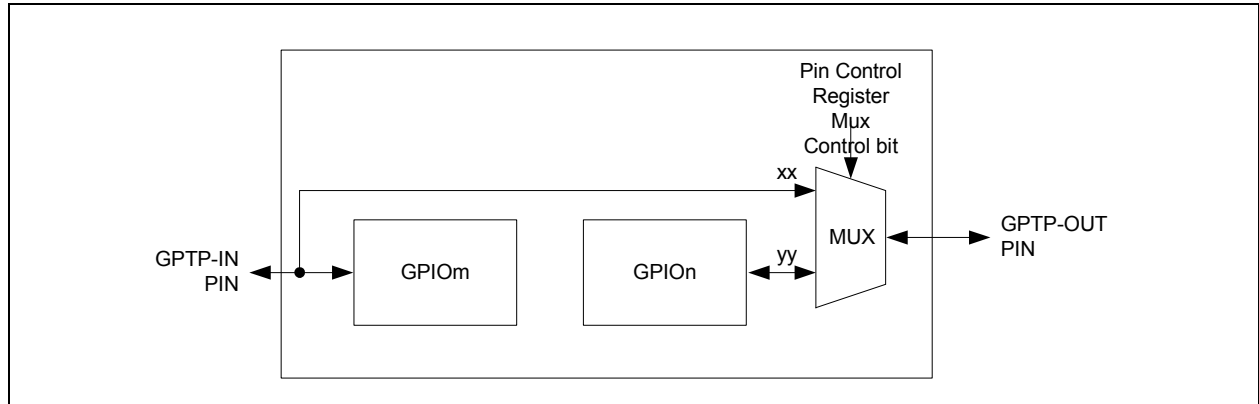 Pin Control
Register
Mux
Control bit
xx
GPTP-IN
PIN
GPIOm
GPIOn
yy
MUX
GPTP-OUT
PIN